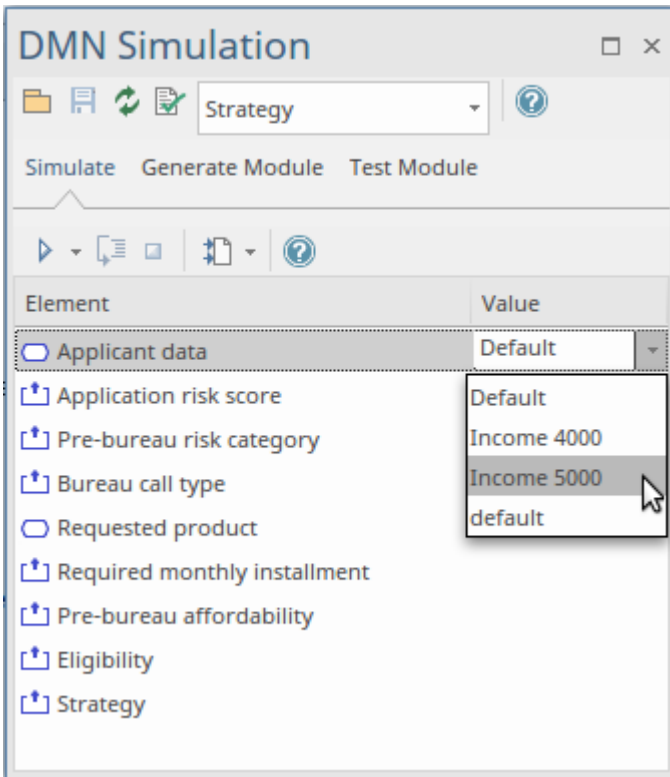 DMN Simulation
Strategy
Simulate Generate Module Test Module
Element Value
Applicant data Default
Application risk score Default
Pre-bureau risk category Income 4000
Bureau call type Income 5000
Requested product default
Required monthly installment
Pre-bureau affordability
Eligibility
Strategy